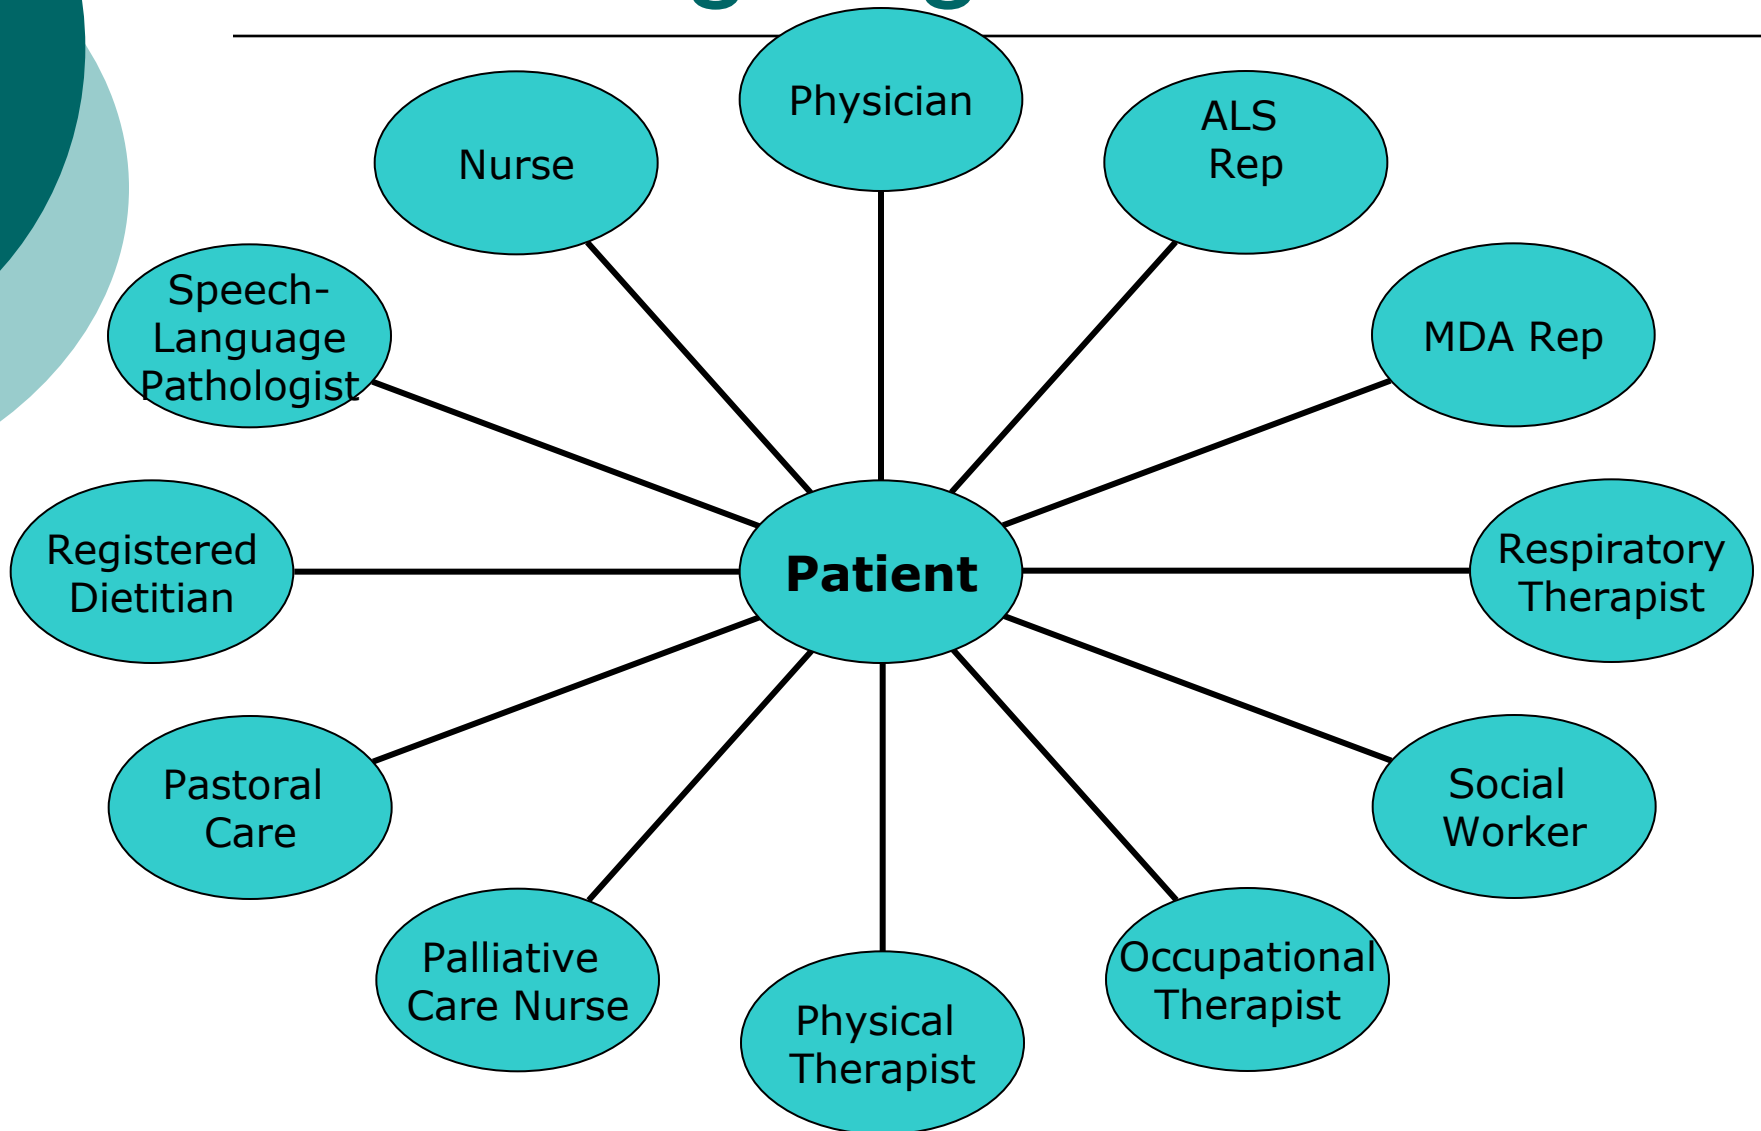 Physician
ALS
Rep
Nurse
MDA Rep
Speech-
Language
Pathologist
Registered
Dietitian
Patient
Respiratory
Therapist
Pastoral
Care
Social
Worker
Palliative
Care Nurse
Occupational
Therapist
Physical
Therapist